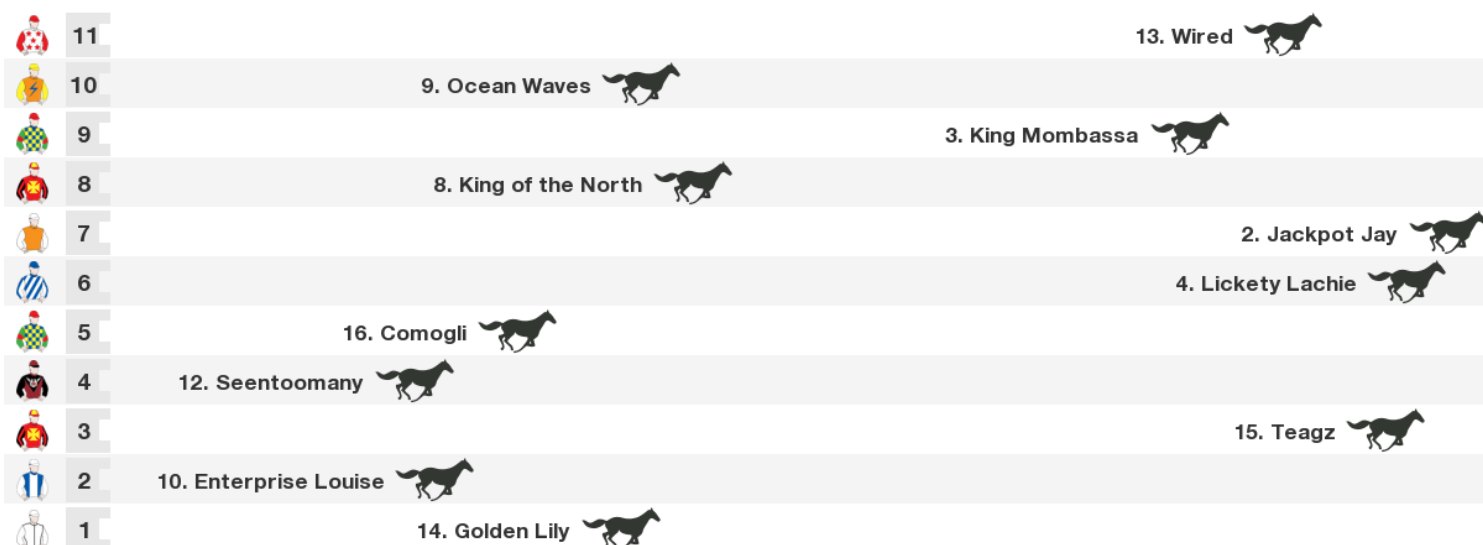 11 13. Wired
10 9. Ocean Waves
9 3. King Mombassa
8 8. King of the North
7 2. Jackpot Jay
6 4. Lickety Lachie
5 16. Comogli
4 12. Seentoomany
3 15. Teagz
2 10. Enterprise Louise
1 14. Golden Lily